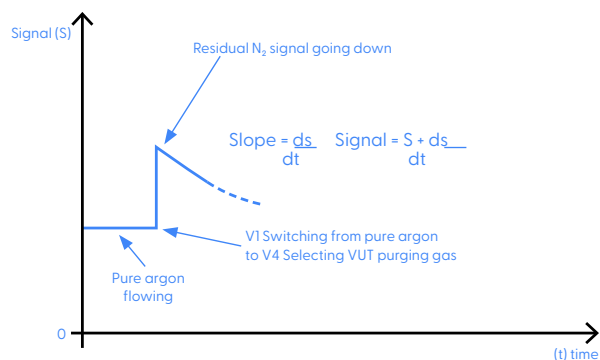 Signal (S)
Residual N₂ signal going down
Slope = ds
dt
Signal = S + ds
dt
V1 Switching from pure argon
to V4 Selecting VUT purging gas
Pure argon
flowing
0
(t) time